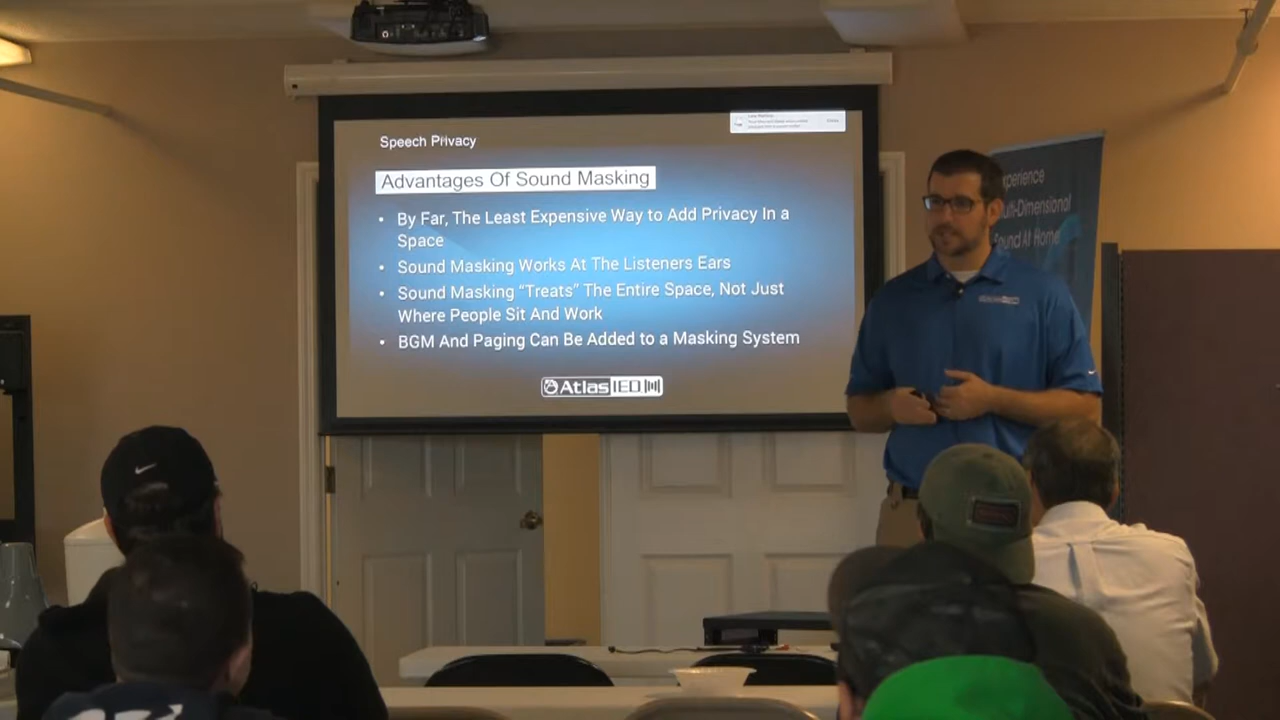 Speech Privacy
Advantages Of Sound Masking
• By Far, The Least Expensive Way to Add Privacy In a
Space
• Sound Masking Works At The Listeners Ears
• Sound Masking “Treats” The Entire Space, Not Just
Where People Sit And Work
• BGM And Paging Can Be Added to a Masking System
AtlasIED
Experience
Multi-Dimensional
Sound At Home